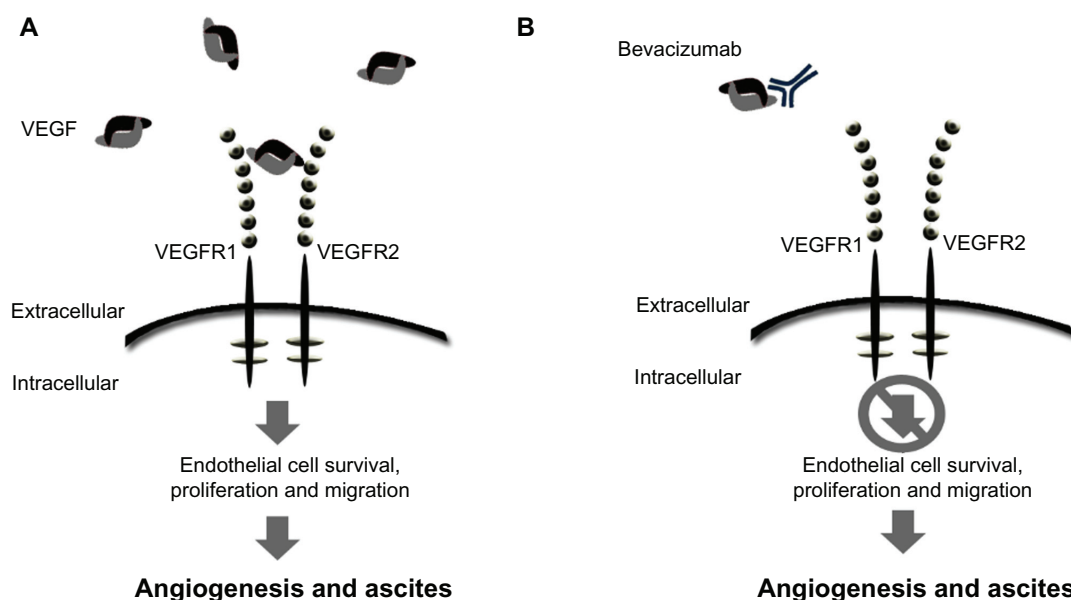 A
VEGF
VEGFR1
VEGFR2
Extracellular
Intracellular
Endothelial cell survival,
proliferation and migration
Angiogenesis and ascites
B
Bevacizumab
VEGFR1
VEGFR2
Extracellular
Intracellular
Endothelial cell survival,
proliferation and migration
Angiogenesis and ascites